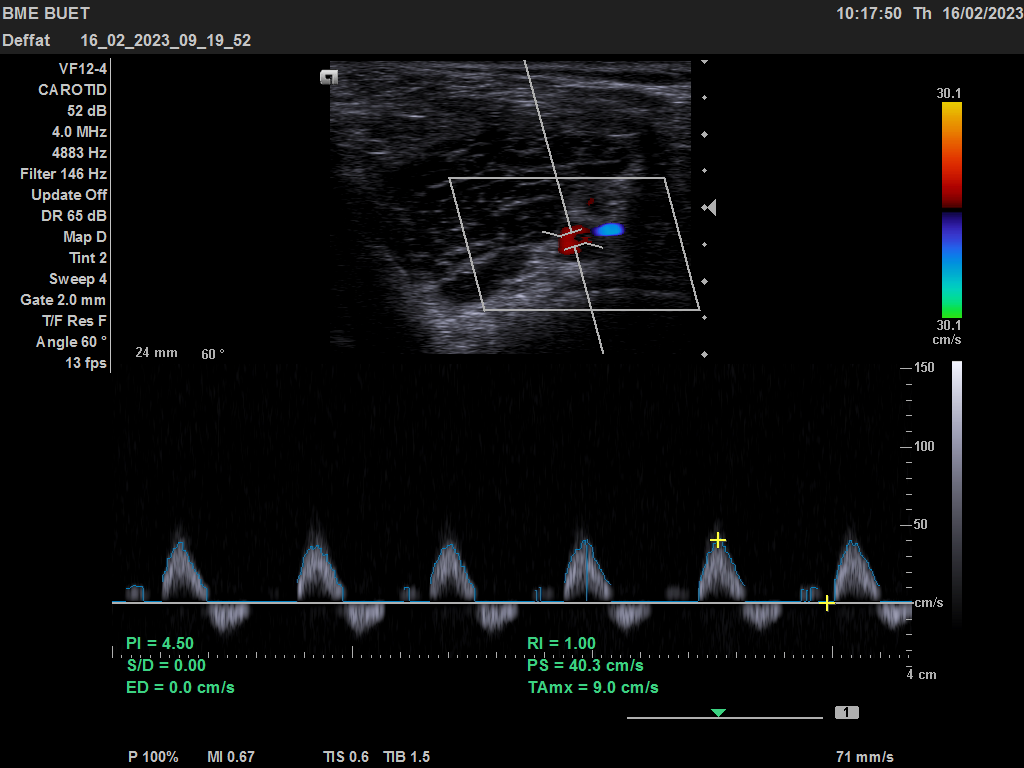 BME BUET
10:17:50 Th 16/02/2023
Deffat 16_02_2023_09_19_52
VF12-4
CAROTID
52 dB
4.0 MHz
4883 Hz
Filter 146 Hz
Update Off
DR 65 dB
Map D
Tint 2
Sweep 4
Gate 2.0 mm
T/F Res F
Angle 60 °
13 fps
24 mm 60 °
30.1
30.1
cm/s
150
100
50
cm/s
4 cm
PI = 4.50
S/D = 0.00
ED = 0.0 cm/s
RI = 1.00
PS = 40.3 cm/s
TAmx = 9.0 cm/s
1
P 100% MI 0.67 TIS 0.6 TIB 1.5 71 mm/s